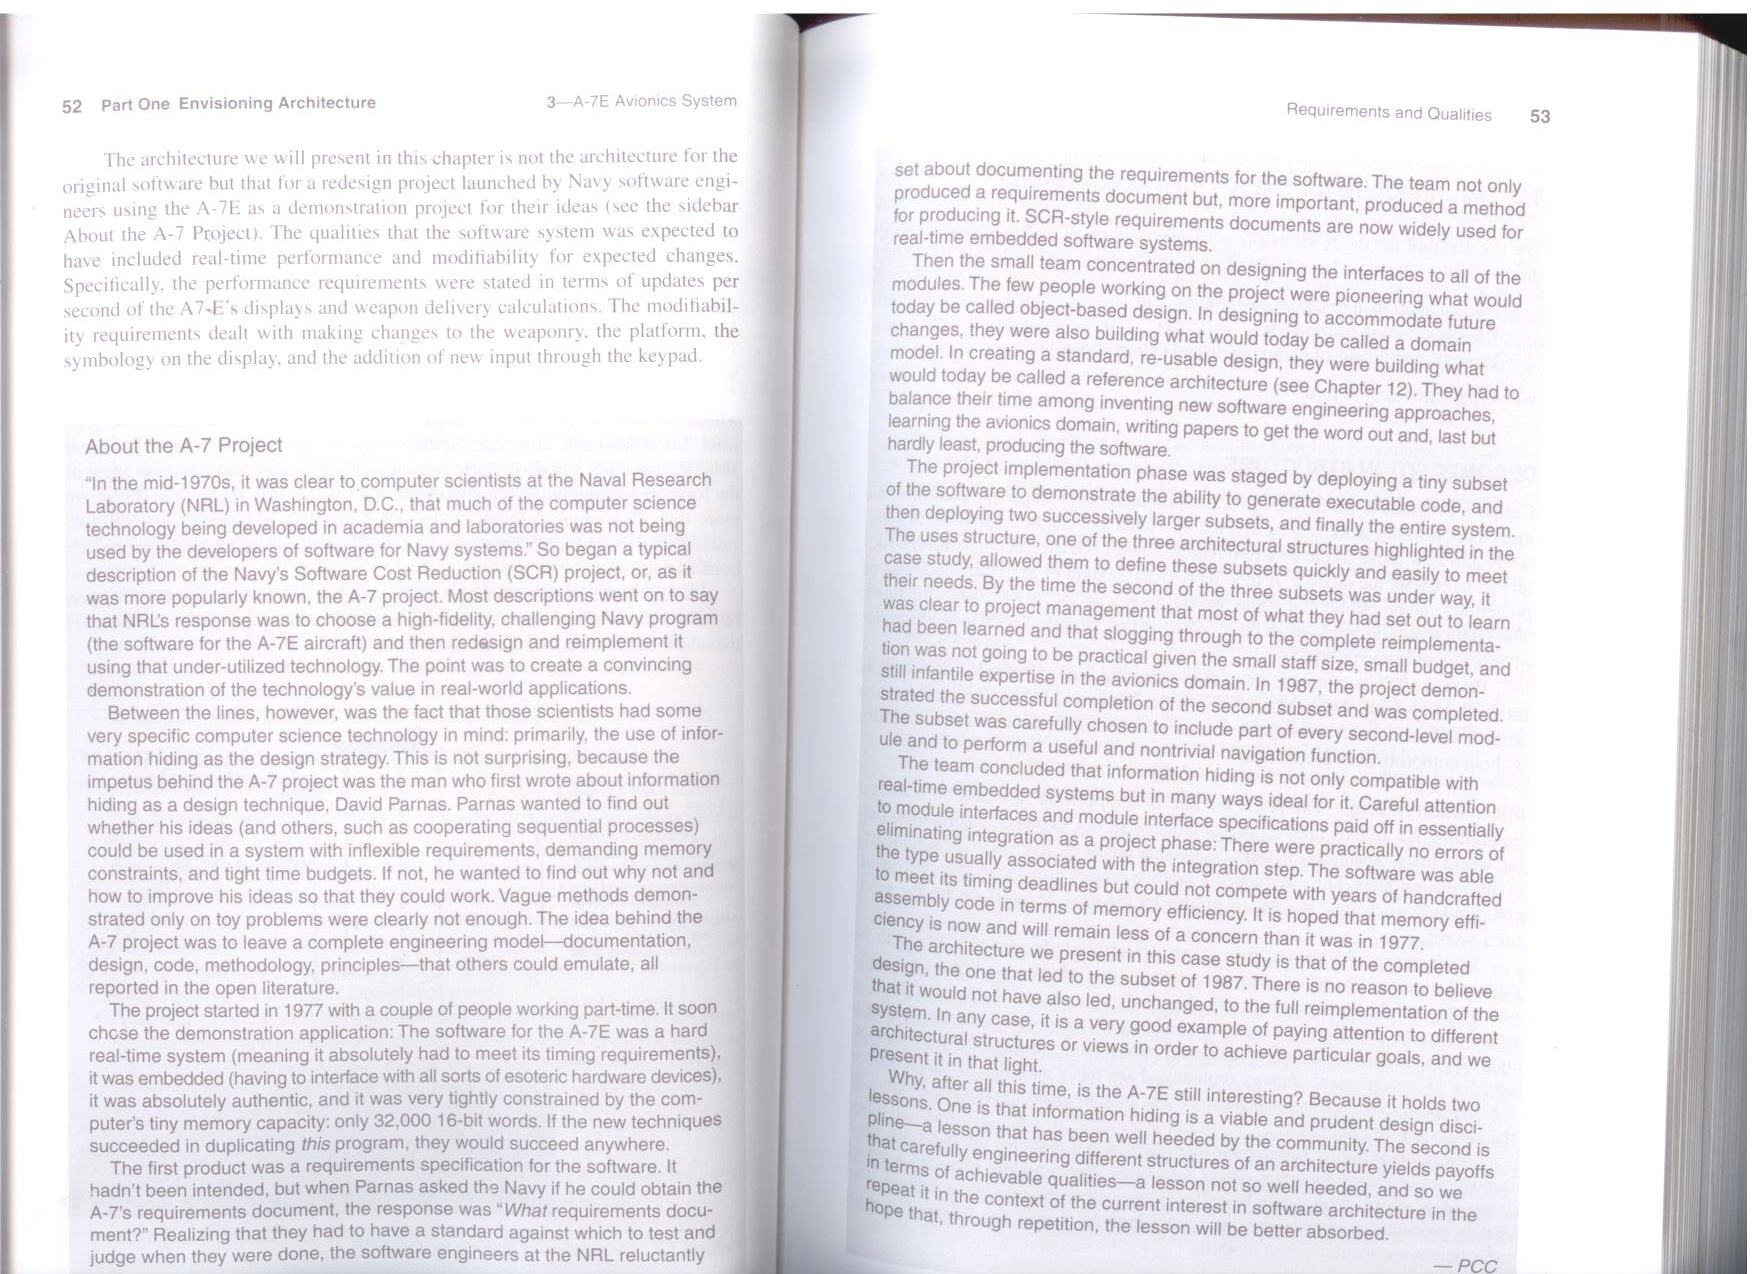 52 Part One Envisioning Architecture
3—A-7E Avionics System
The architecture we will present in this chapter is not the architecture for the
original software but that for a redesign project launched by Navy software engi-
neers using the A-7E as a demonstration project for their ideas (see the sidebar
About the A-7 Project). The qualities that the software system was expected to
have included real-time performance and modifiability for expected changes.
Specifically, the performance requirements were stated in terms of updates per
second of the A7-E's displays and weapon delivery calculations. The modifiabil-
ity requirements dealt with making changes to the weaponry, the platform, the
symbology on the display, and the addition of new input through the keypad.
About the A-7 Project
“In the mid-1970s, it was clear to computer scientists at the Naval Research
Laboratory (NRL) in Washington, D.C., that much of the computer science
technology being developed in academia and laboratories was not being
used by the developers of software for Navy systems.” So began a typical
description of the Navy's Software Cost Reduction (SCR) project, or, as it
was more popularly known, the A-7 project. Most descriptions went on to say
that NRL's response was to choose a high-fidelity, challenging Navy program
(the software for the A-7E aircraft) and then redesign and reimplement it
using that under-utilized technology. The point was to create a convincing
demonstration of the technology's value in real-world applications.
Between the lines, however, was the fact that those scientists had some
very specific computer science technology in mind: primarily, the use of infor-
mation hiding as the design strategy. This is not surprising, because the
impetus behind the A-7 project was the man who first wrote about information
hiding as a design technique, David Parnas. Parnas wanted to find out
whether his ideas (and others, such as cooperating sequential processes)
could be used in a system with inflexible requirements, demanding memory
constraints, and tight time budgets. If not, he wanted to find out why not and
how to improve his ideas so that they could work. Vague methods demon-
strated only on toy problems were clearly not enough. The idea behind the
A-7 project was to leave a complete engineering model—documentation,
design, code, methodology, principles—that others could emulate, all
reported in the open literature.
The project started in 1977 with a couple of people working part-time. It soon
chose the demonstration application: The software for the A-7E was a hard
real-time system (meaning it absolutely had to meet its timing requirements),
it was embedded (having to interface with all sorts of esoteric hardware devices),
it was absolutely authentic, and it was very tightly constrained by the com-
puter's tiny memory capacity: only 32,000 16-bit words. If the new techniques
succeeded in duplicating this program, they would succeed anywhere.
The first product was a requirements specification for the software. It
hadn't been intended, but when Parnas asked the Navy if he could obtain the
A-7's requirements document, the response was “What requirements docu-
ment?” Realizing that they had to have a standard against which to test and
judge when they were done, the software engineers at the NRL reluctantly
Requirements and Qualities 53
set about documenting the requirements for the software. The team not only
produced a requirements document but, more important, produced a method
for producing it. SCR-style requirements documents are now widely used for
real-time embedded software systems.
Then the small team concentrated on designing the interfaces to all of the
modules. The few people working on the project were pioneering what would
today be called object-based design. In designing to accommodate future
changes, they were also building what would today be called a domain
model. In creating a standard, re-usable design, they were building what
would today be called a reference architecture (see Chapter 12). They had to
balance their time among inventing new software engineering approaches,
learning the avionics domain, writing papers to get the word out and, last but
hardly least, producing the software.
The project implementation phase was staged by deploying a tiny subset
of the software to demonstrate the ability to generate executable code, and
then deploying two successively larger subsets, and finally the entire system.
The uses structure, one of the three architectural structures highlighted in the
case study, allowed them to define these subsets quickly and easily to meet
their needs. By the time the second of the three subsets was under way, it
was clear to project management that most of what they had set out to learn
had been learned and that slogging through to the complete reimplementa-
tion was not going to be practical given the small staff size, small budget, and
still infantile expertise in the avionics domain. In 1987, the project demon-
strated the successful completion of the second subset and was completed.
The subset was carefully chosen to include part of every second-level mod-
ule and to perform a useful and nontrivial navigation function.
The team concluded that information hiding is not only compatible with
real-time embedded systems but in many ways ideal for it. Careful attention
to module interfaces and module interface specifications paid off in essentially
eliminating integration as a project phase: There were practically no errors of
the type usually associated with the integration step. The software was able
to meet its timing deadlines but could not compete with years of handcrafted
assembly code in terms of memory efficiency. It is hoped that memory effi-
ciency is now and will remain less of a concern than it was in 1977.
The architecture we present in this case study is that of the completed
design, the one that led to the subset of 1987. There is no reason to believe
that it would not have also led, unchanged, to the full reimplementation of the
system. In any case, it is a very good example of paying attention to different
architectural structures or views in order to achieve particular goals, and we
present it in that light.
Why, after all this time, is the A-7E still interesting? Because it holds two
lessons. One is that information hiding is a viable and prudent design disci-
pline—a lesson that has been well heeded by the community. The second is
that carefully engineering different structures of an architecture yields payoffs
in terms of achievable qualities—a lesson not so well heeded, and so we
repeat it in the context of the current interest in software architecture in the
hope that, through repetition, the lesson will be better absorbed.
— PCC